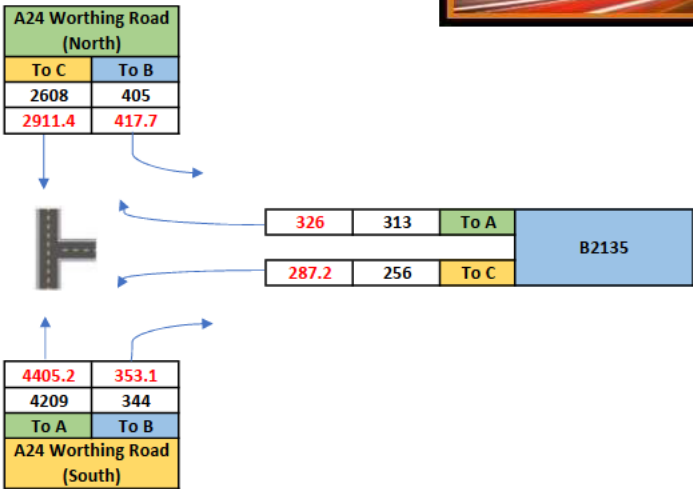 A24 Worthing Road
(North)
To C To B
2608 405
2911.4 417.7
326 313 To A
B2135
287.2 256 To C
4405.2 353.1
4209 344
To A To B
A24 Worthing Road
(South)